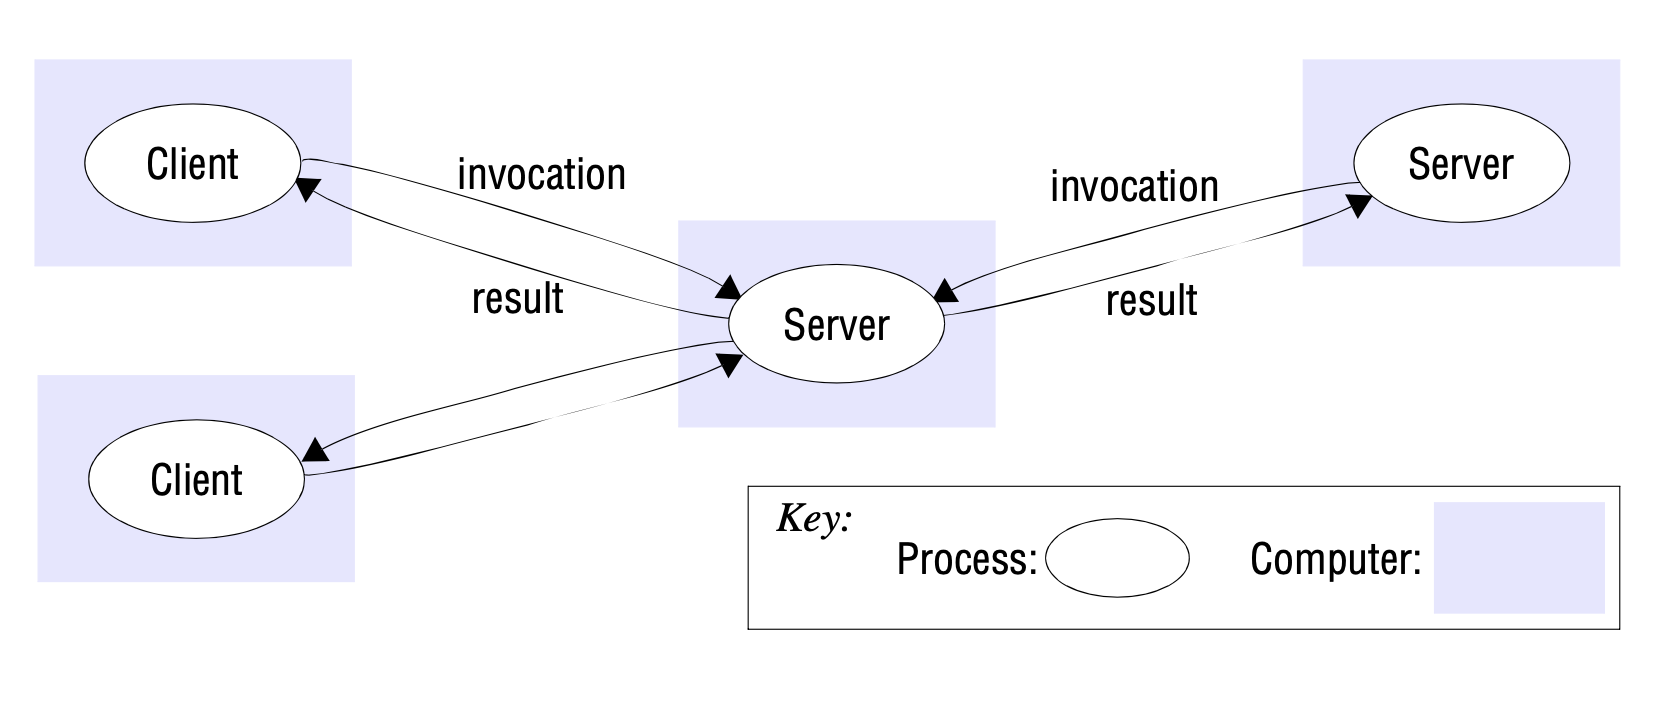 Client
invocation
result
Server
invocation
result
Server
Client
Key:
Process:
Computer: